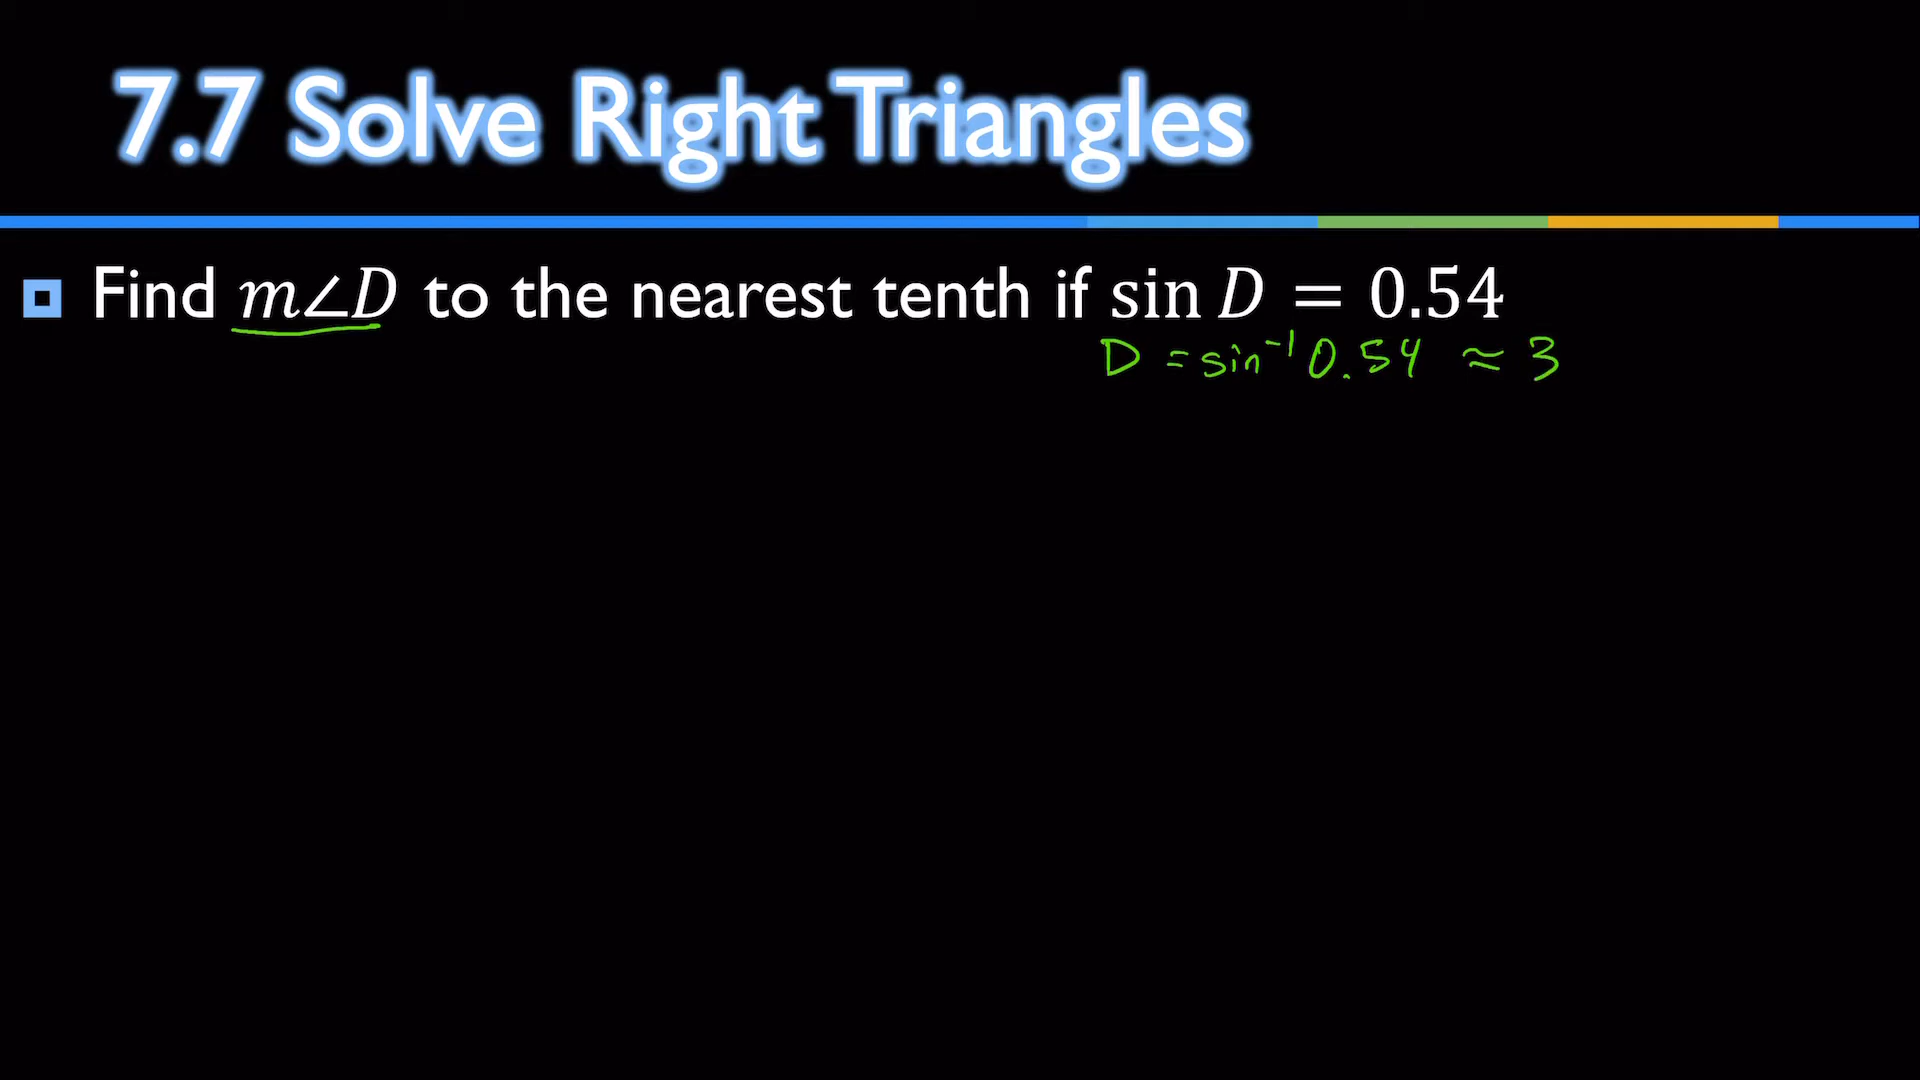 7.7 Solve Right Triangles
Find m∠D to the nearest tenth if sin D = 0.54
D = sin⁻¹ 0.54 ≈ 3